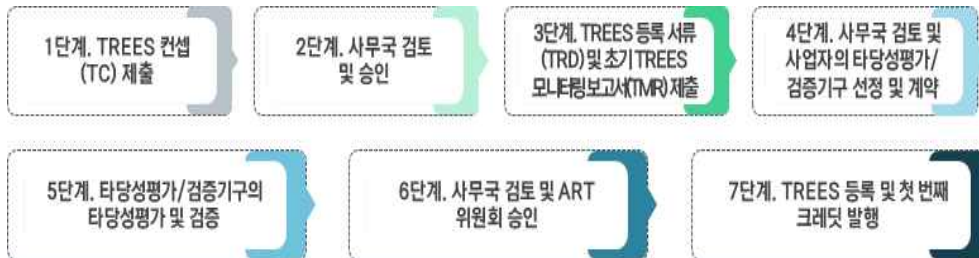 1단계. TREES 컨셉
(TC) 제출
2단계. 사무국 검토
및 승인
3단계. TREES 등록 서류
(TRD) 및 초기 TREES
모니터링보고서(TMR) 제출
4단계. 사무국 검토 및
사업자의 타당성평가/
검증기구 선정 및 계약
5단계. 타당성평가/검증기구의
타당성평가 및 검증
6단계. 사무국 검토 및 ART
위원회 승인
7단계. TREES 등록 및 첫 번째
크레딧 발행